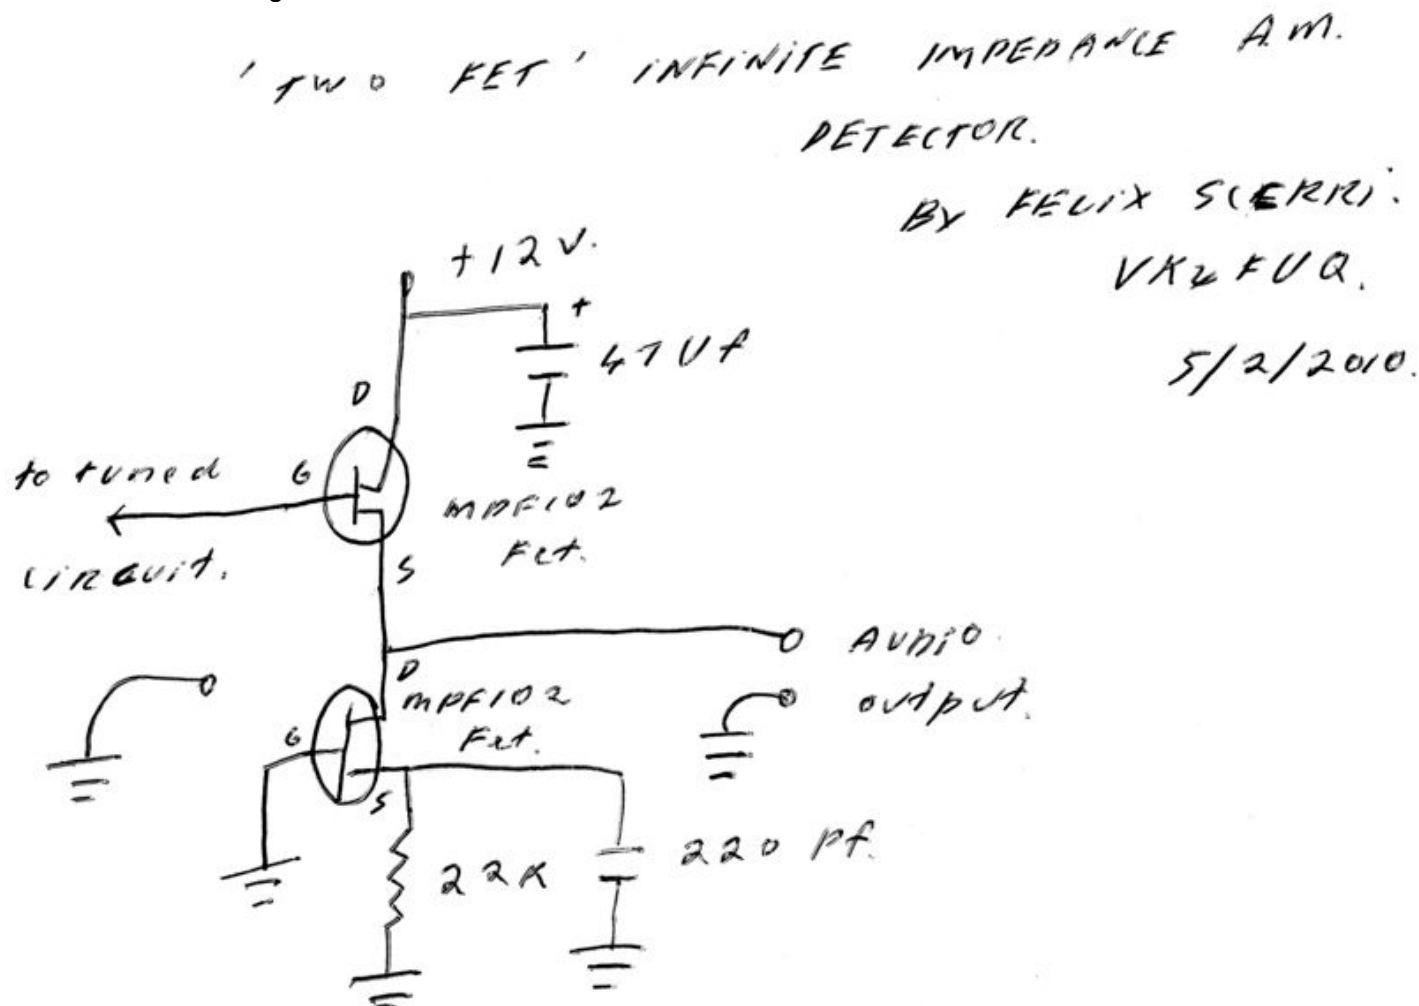 'TWO FET' INFINITE IMPEDANCE A.M.
DETECTOR.
BY FELIX SCERRI.
VK4FUQ.
5/2/2010.
+12V.
+
47Uf
D
to tuned
G
MPF102
Fet.
circuit.
S
Audio
D
MPF102
output.
Fet.
G
S
22K
220 Pf.